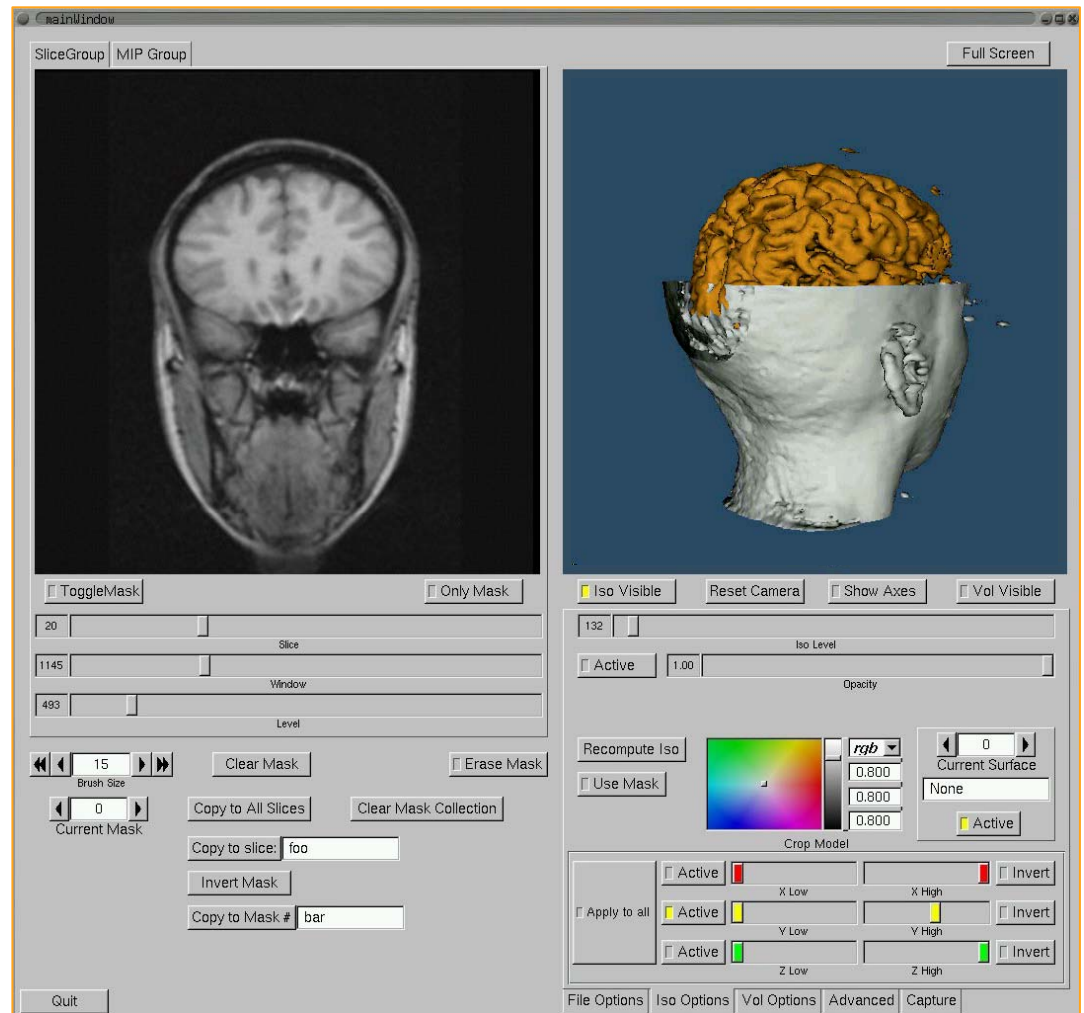 mainWindow
SliceGroup MIP Group
Full Screen
ToggleMask Only Mask
20
Slice
1145
Window
493
Level
15
Brush Size
Clear Mask
Erase Mask
0
Current Mask
Copy to All Slices
Clear Mask Collection
Copy to slice: foo
Invert Mask
Copy to Mask # bar
Quit
Iso Visible Reset Camera Show Axes Vol Visible
132
Iso Level
Active 1.00
Opacity
Recompute Iso
Use Mask
rgb
0.800
0.800
0.800
0
Current Surface
None
Active
Crop Model
Apply to all
Active Invert
X Low X High
Active Invert
Y Low Y High
Active Invert
Z Low Z High
File Options Iso Options Vol Options Advanced Capture